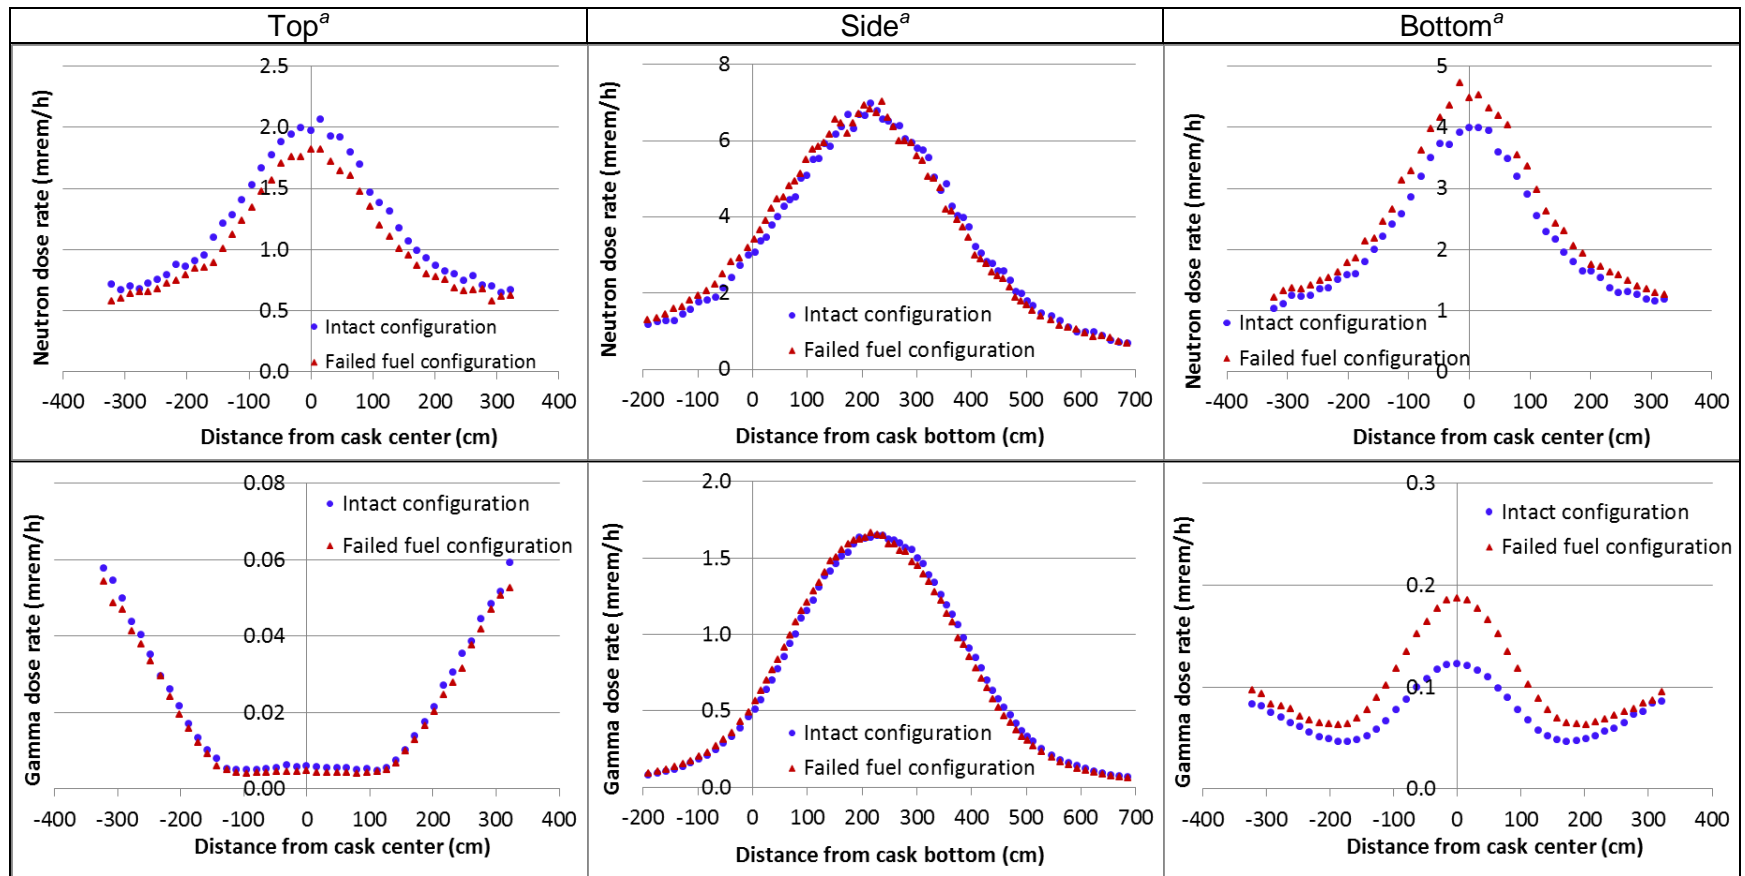 Topa
Sidea
Bottoma
Neutron dose rate (mrem/h)
2.5
2.0
1.5
1.0
0.5
0.0
Intact configuration
Failed fuel configuration
-400 -300 -200 -100 0 100 200 300 400
Distance from cask center (cm)
Neutron dose rate (mrem/h)
8
6
4
2
0
Intact configuration
Failed fuel configuration
-200 -100 0 100 200 300 400 500 600 700
Distance from cask bottom (cm)
Neutron dose rate (mrem/h)
5
4
3
2
1
0
Intact configuration
Failed fuel configuration
-400 -300 -200 -100 0 100 200 300 400
Distance from cask center (cm)
Gamma dose rate (mrem/h)
0.08
0.06
0.04
0.02
0.00
Intact configuration
Failed fuel configuration
-400 -300 -200 -100 0 100 200 300 400
Distance from cask center (cm)
Gamma dose rate (mrem/h)
2.0
1.5
1.0
0.5
0.0
Intact configuration
Failed fuel configuration
-200 -100 0 100 200 300 400 500 600 700
Distance from cask bottom (cm)
Gamma dose rate (mrem/h)
0.3
0.2
0.1
0.0
Intact configuration
Failed fuel configuration
-400 -300 -200 -100 0 100 200 300 400
Distance from cask center (cm)